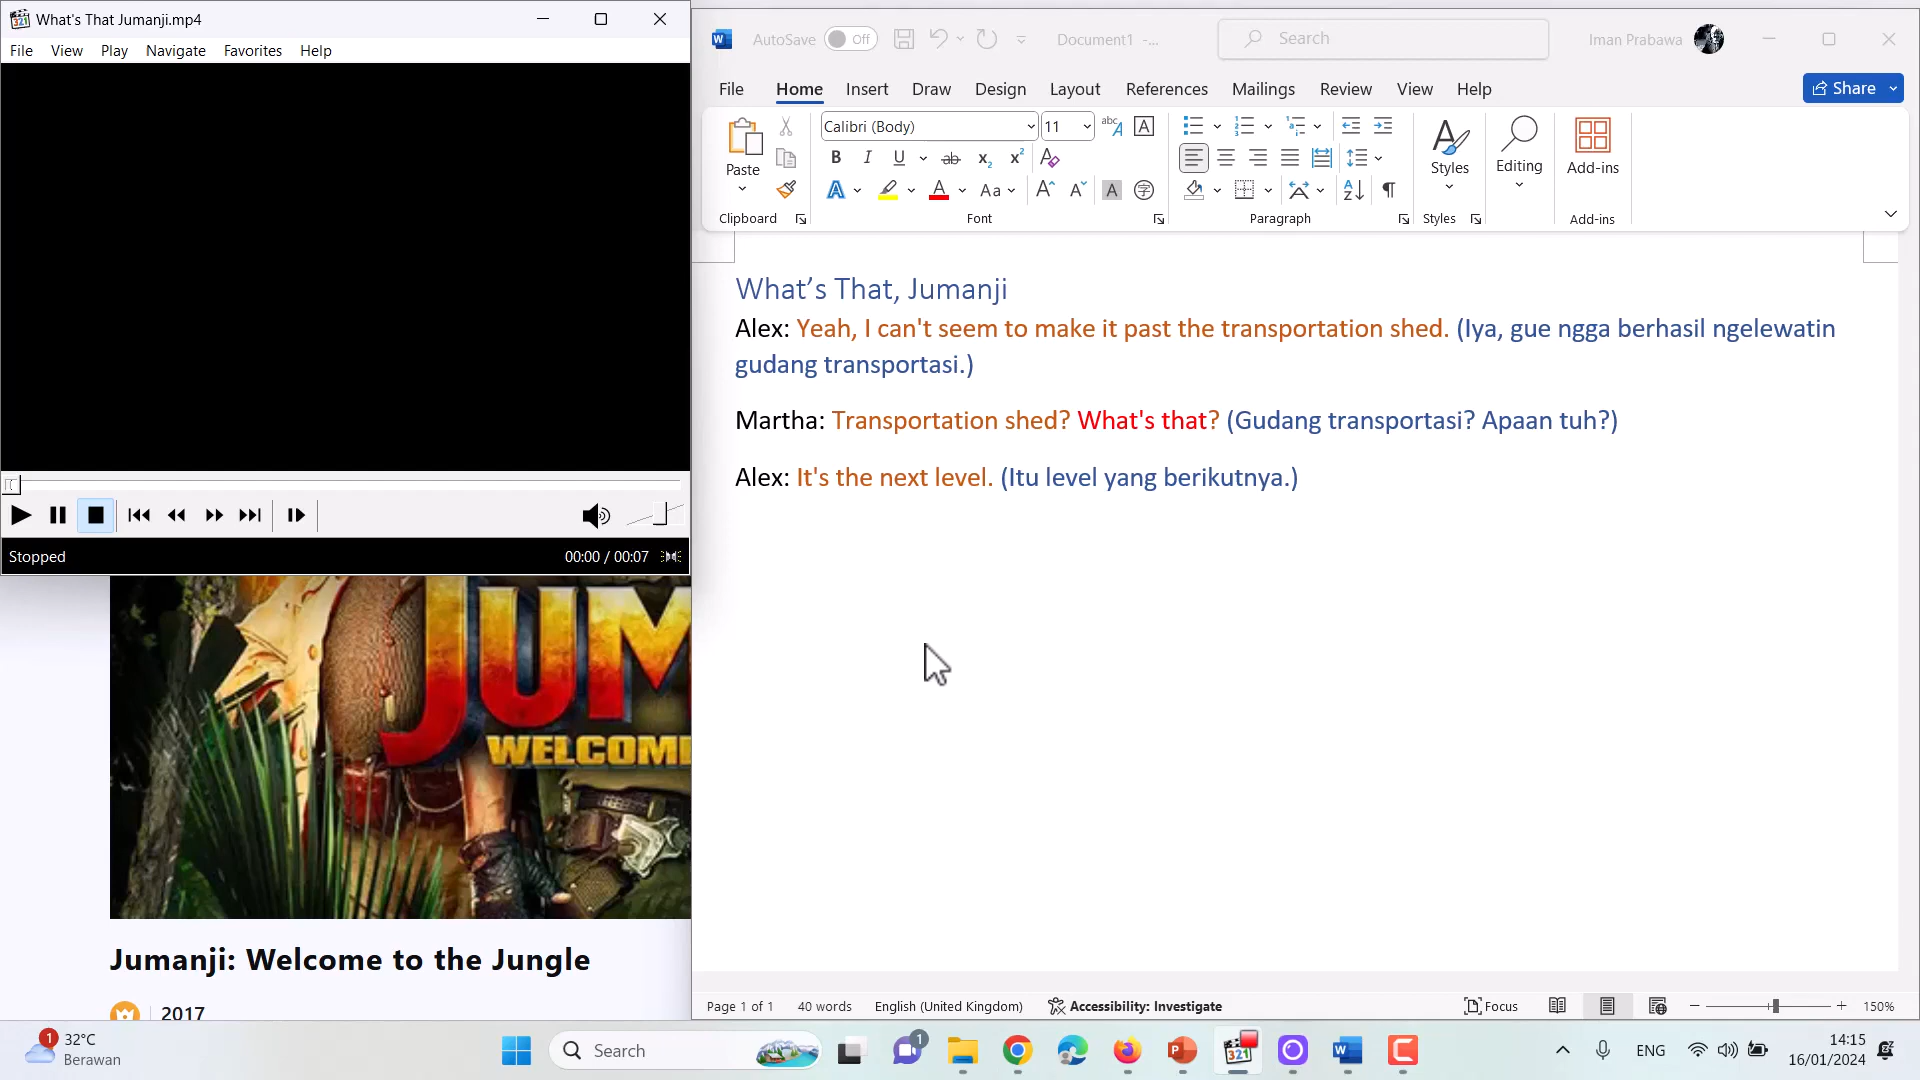 What's That Jumanji.mp4
File View Play Navigate Favorites Help
Stopped 00:00 / 00:07
JUM
WELCOM
Jumanji: Welcome to the Jungle
2017
AutoSave Off Document1 -... Search Iman Prabawa
File Home Insert Draw Design Layout References Mailings Review View Help Share
Calibri (Body) 11
Paste Styles Editing Add-ins
Clipboard Font Paragraph Styles Add-ins
What’s That, Jumanji
Alex: Yeah, I can't seem to make it past the transportation shed. (Iya, gue ngga berhasil ngelewatin
gudang transportasi.)
Martha: Transportation shed? What's that? (Gudang transportasi? Apaan tuh?)
Alex: It's the next level. (Itu level yang berikutnya.)
Page 1 of 1 40 words English (United Kingdom) Accessibility: Investigate Focus 150%
1 32°C
Berawan
Search 1 321 ENG 14:15
16/01/2024